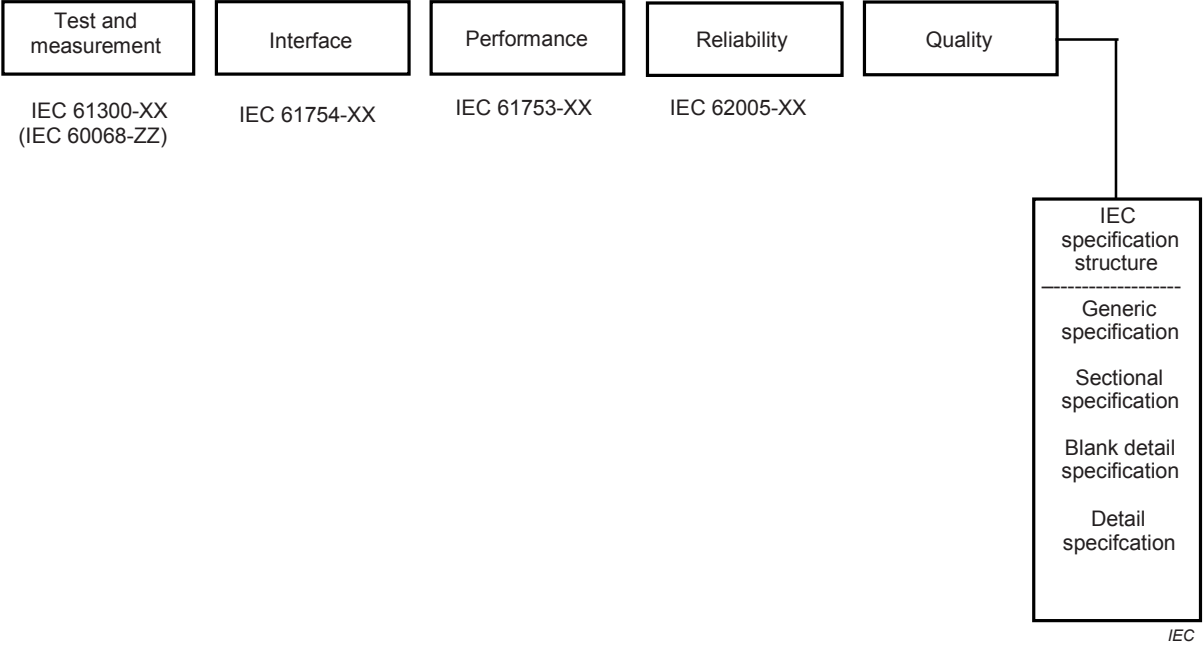 Test and
measurement
Interface
Performance
Reliability
Quality
IEC 61300-XX
(IEC 60068-ZZ)
IEC 61754-XX
IEC 61753-XX
IEC 62005-XX
IEC
specification
structure
--------------------
Generic
specification
Sectional
specification
Blank detail
specification
Detail
specifcation
IEC